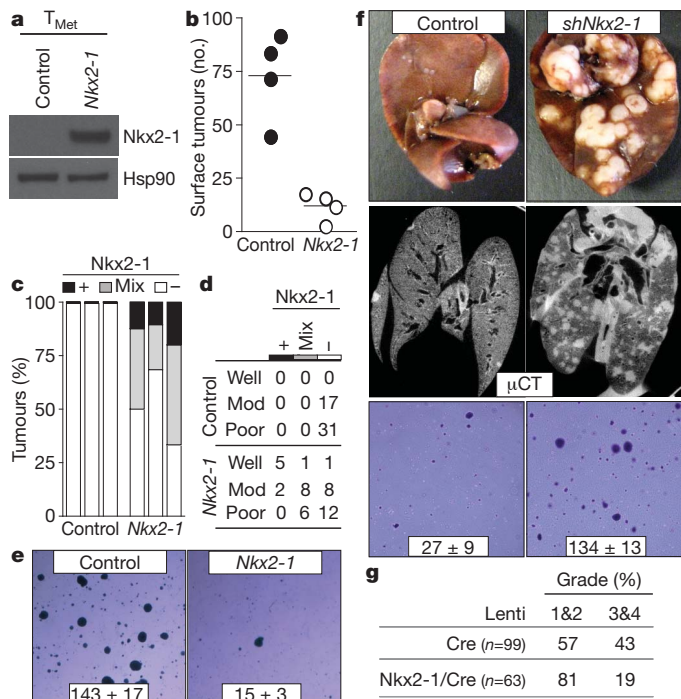 a
T_Met
Control
Nkx2-1
Nkx2-1
Hsp90
b
Surface tumours (no.)
100
75
50
25
0
Control Nkx2-1
c
Nkx2-1
+ Mix −
Tumours (%)
100
75
50
25
0
Control Nkx2-1
d
Nkx2-1
+ Mix −
Control
Well 0 0 0
Mod 0 0 17
Poor 0 0 31
Nkx2-1
Well 5 1 1
Mod 2 8 8
Poor 0 6 12
e
Control Nkx2-1
143 ± 17 15 ± 3
f
Control shNkx2-1
μCT
27 ± 9 134 ± 13
g
Grade (%)
Lenti 1&2 3&4
Cre (n=99) 57 43
Nkx2-1/Cre (n=63) 81 19